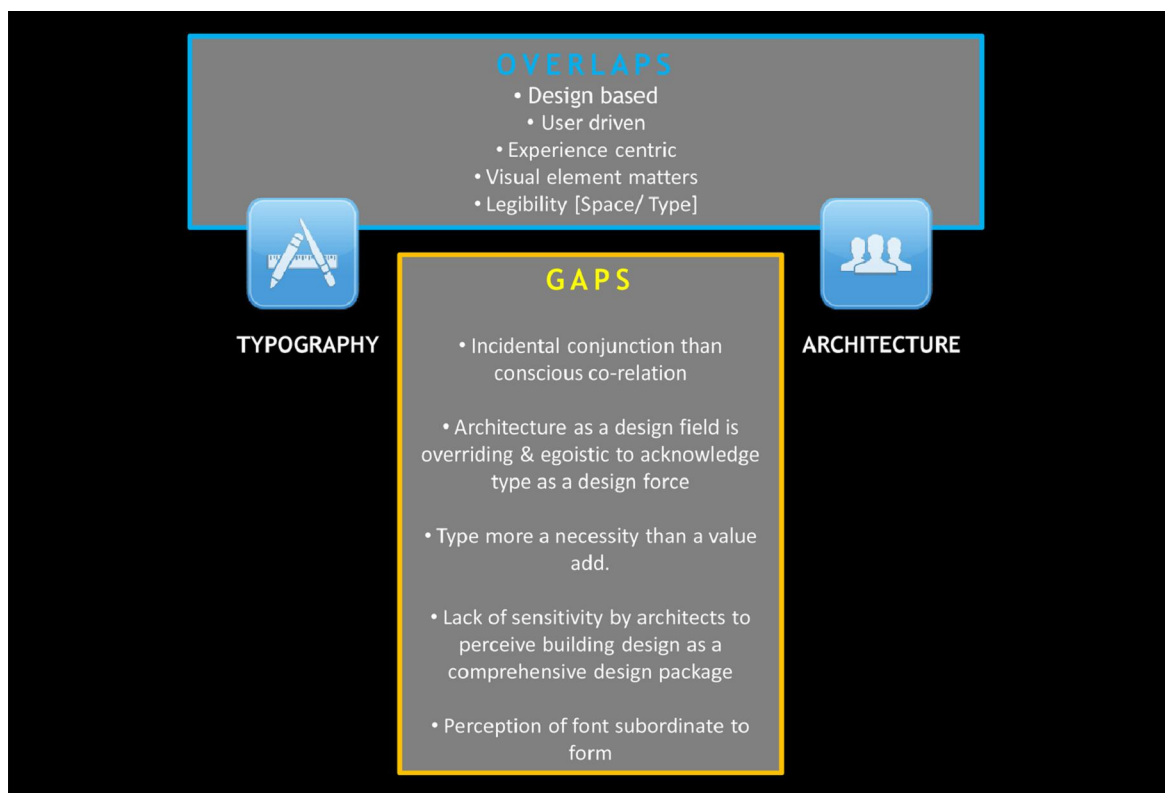 OVERLAPS
• Design based
• User driven
• Experience centric
• Visual element matters
• Legibility [Space/ Type]
TYPOGRAPHY
ARCHITECTURE
GAPS
• Incidental conjunction than
conscious co-relation
• Architecture as a design field is
overriding & egoistic to acknowledge
type as a design force
• Type more a necessity than a value
add.
• Lack of sensitivity by architects to
perceive building design as a
comprehensive design package
• Perception of font subordinate to
form